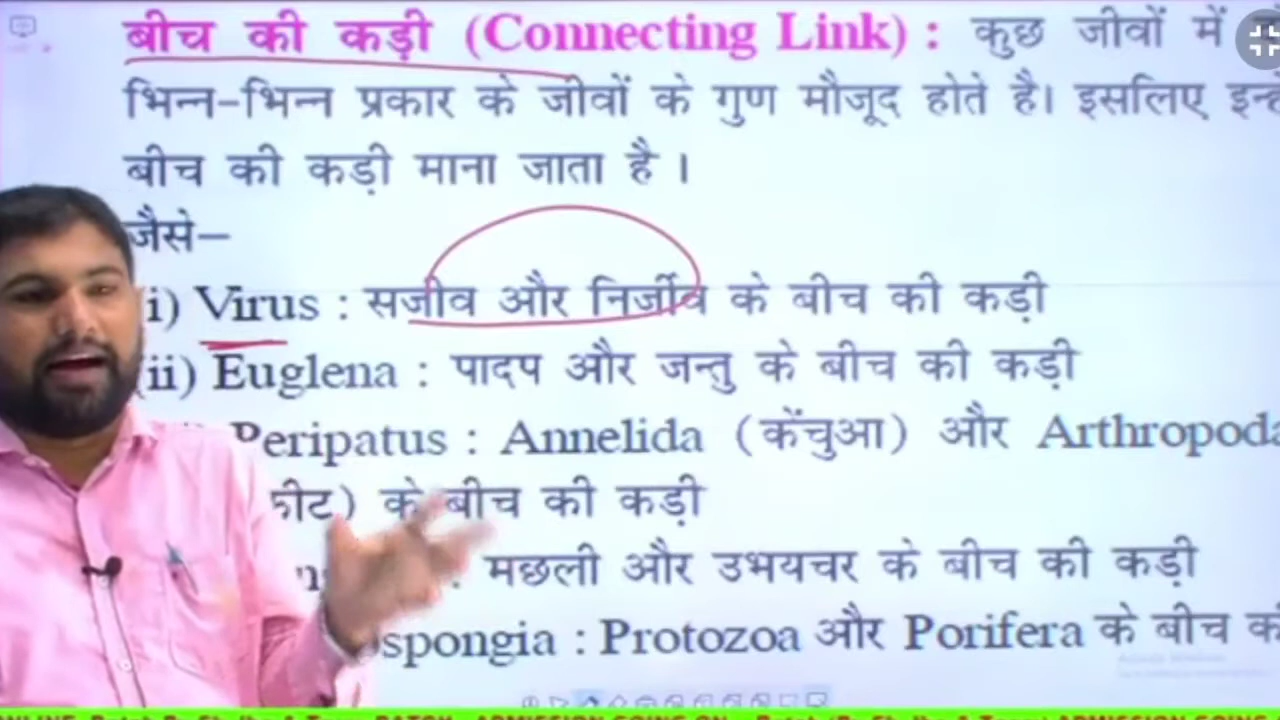 बीच की कड़ी (Connecting Link) : कुछ जीवों में
भिन्न-भिन्न प्रकार के जीवों के गुण मौजूद होते है। इसलिए
बीच की कड़ी माना जाता है ।
जैसे–
i) Virus : सजीव और निर्जीव के बीच की कड़ी
(ii) Euglena : पादप और जन्तु के बीच की कड़ी
Peripatus : Annelida (केंचुआ) और Arthropoda
के बीच की कड़ी
मछली और उभयचर के बीच की कड़ी
spongia : Protozoa और Porifera के बीच